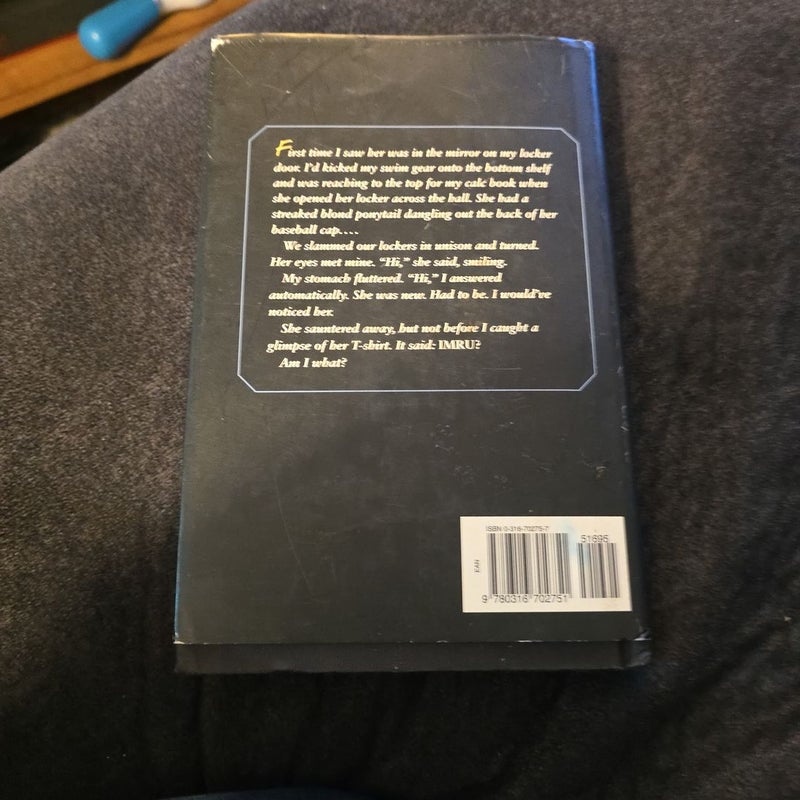 First time I saw her was in the mirror on my locker
door. I'd kicked my swim gear onto the bottom shelf
and was reaching to the top for my calc book when
she opened her locker across the hall. She had a
streaked blond ponytail dangling out the back of her
baseball cap....
We slammed our lockers in unison and turned.
Her eyes met mine. "Hi," she said, smiling.
My stomach fluttered. "Hi," I answered
automatically. She was new. Had to be. I would've
noticed her.
She sauntered away, but not before I caught a
glimpse of her T-shirt. It said: IMRU?
Am I what?
ISBN 0-316-70275-7
51695
EAN
9 780316 702751